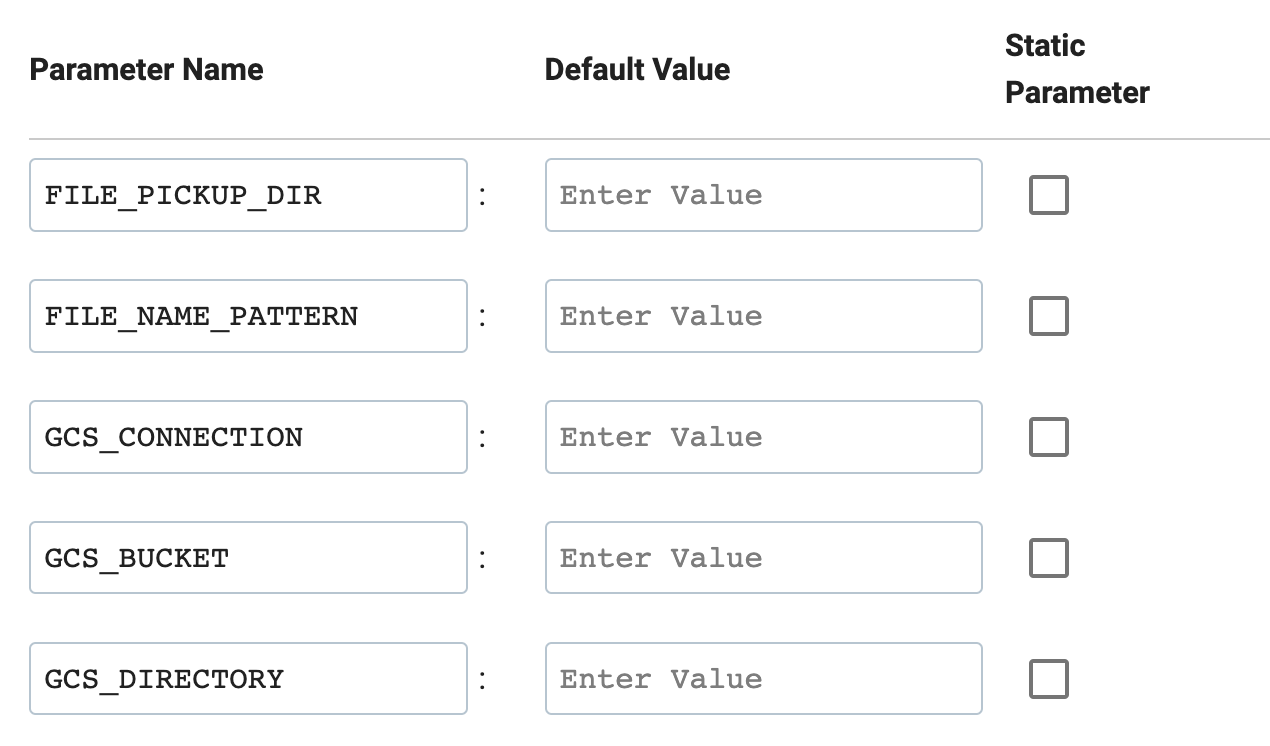 Parameter Name Default Value Static Parameter
FILE_PICKUP_DIR : Enter Value
FILE_NAME_PATTERN : Enter Value
GCS_CONNECTION : Enter Value
GCS_BUCKET : Enter Value
GCS_DIRECTORY : Enter Value